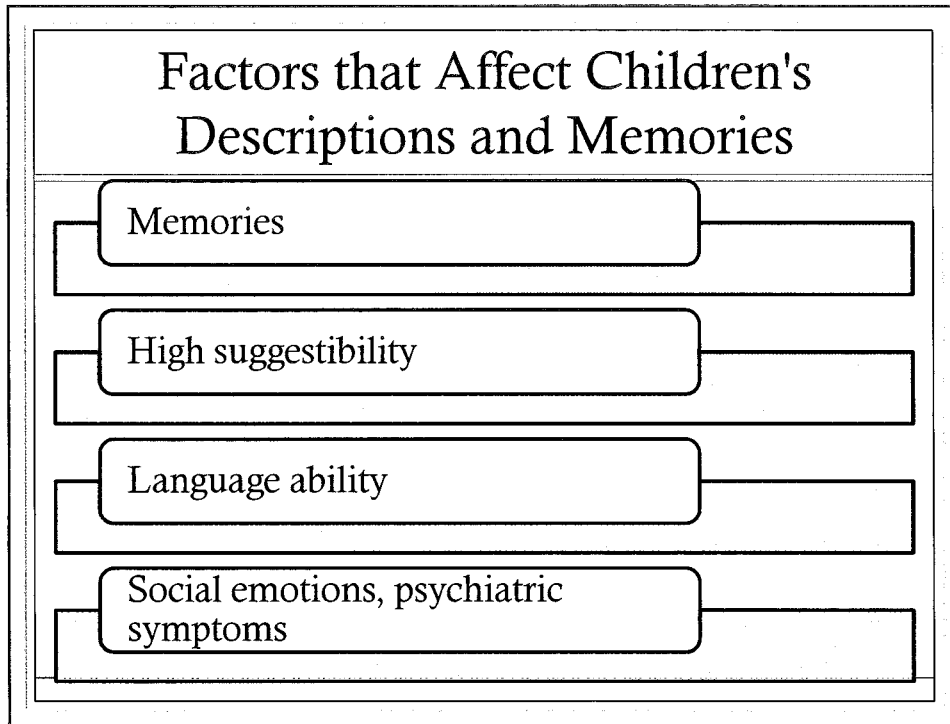 Factors that Affect Children's
Descriptions and Memories
Memories
High suggestibility
Language ability
Social emotions, psychiatric
symptoms